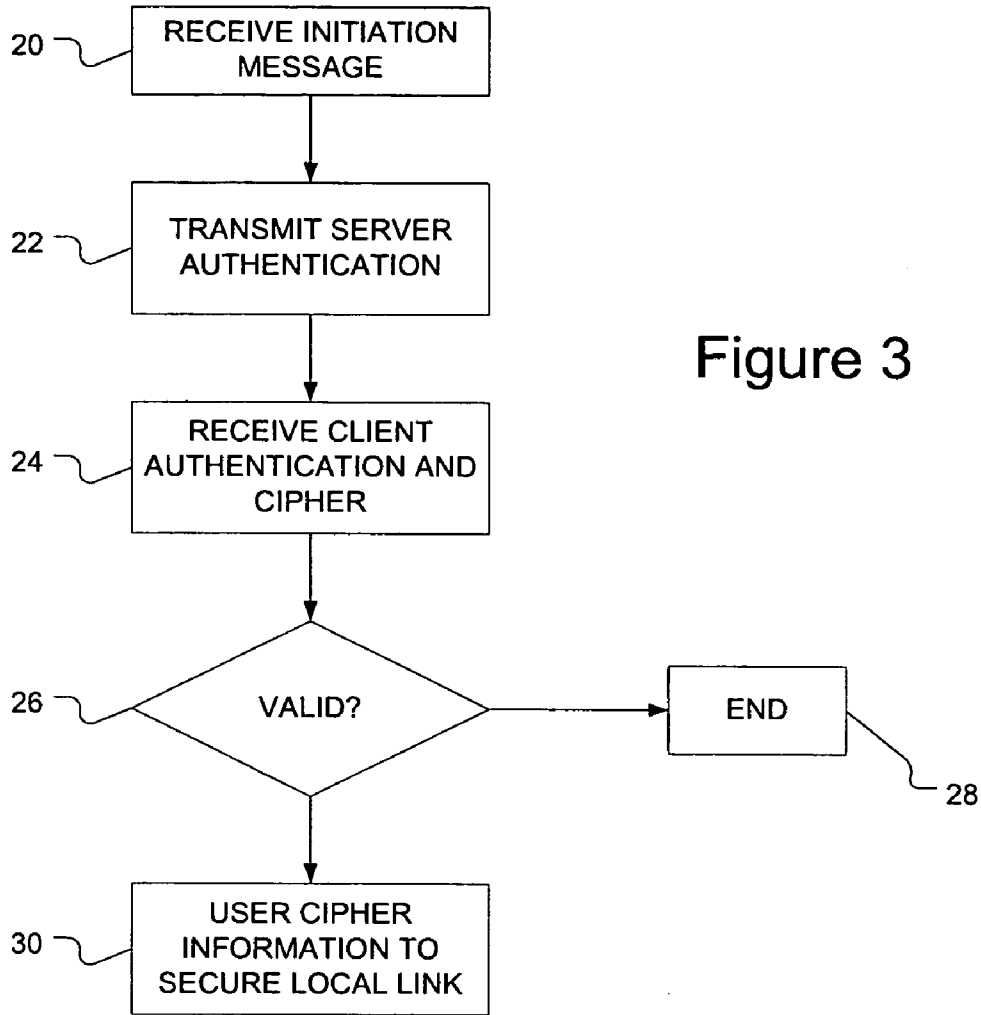 20
RECEIVE INITIATION
MESSAGE
22
TRANSMIT SERVER
AUTHENTICATION
Figure 3
24
RECEIVE CLIENT
AUTHENTICATION AND
CIPHER
26
VALID?
END
28
30
USER CIPHER
INFORMATION TO
SECURE LOCAL LINK